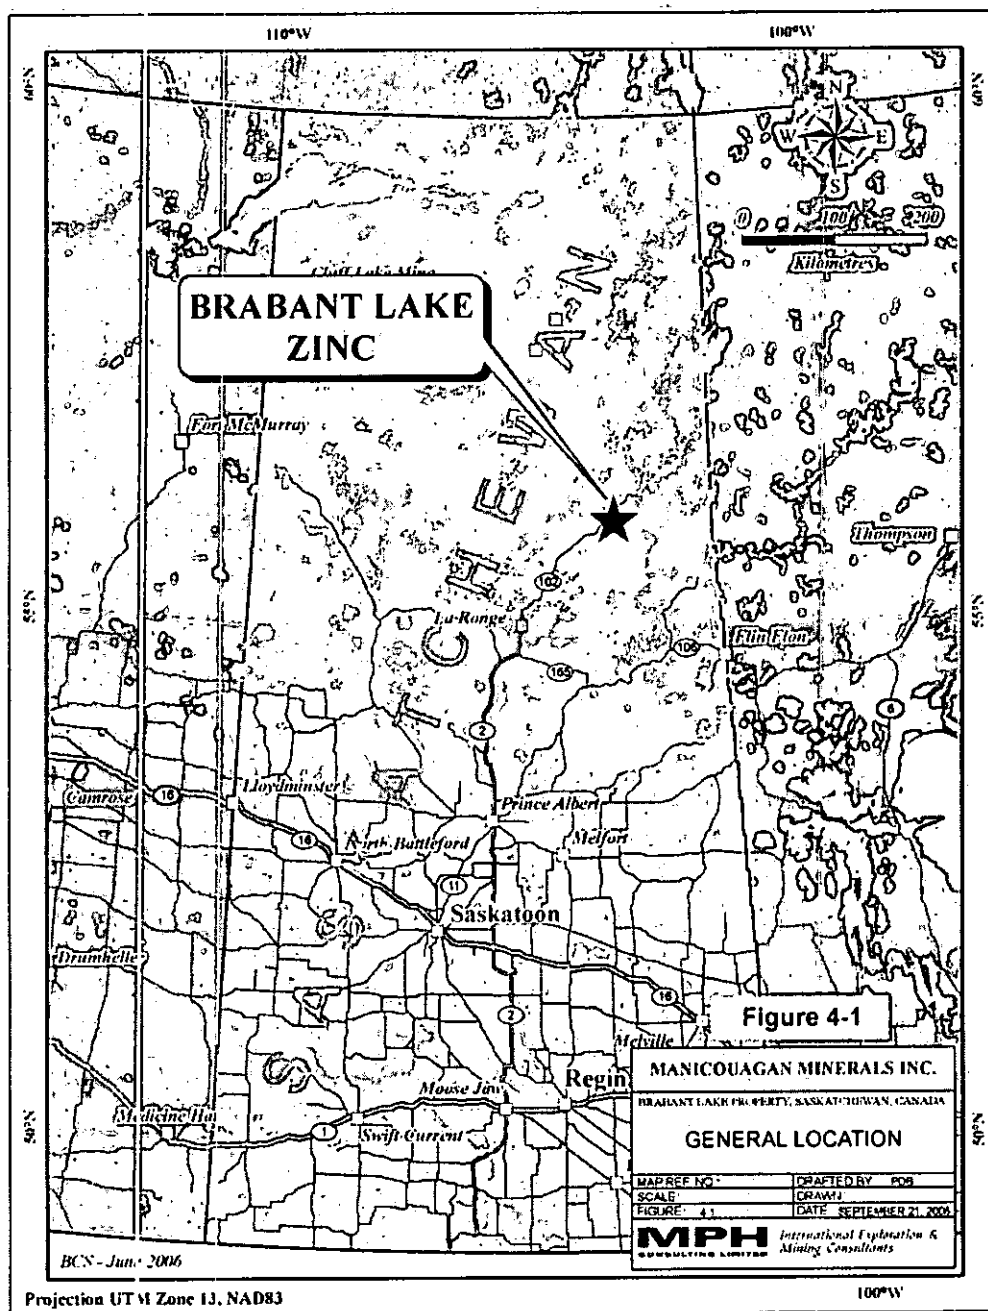 110°W
100°W
60°N
60°N
N
W
E
S
0
100
200
Kilometres
Cluff Lake Mine
BRABANT LAKE
ZINC
SASKATCHEWAN
Fort McMurray
Thompson
55°N
55°N
102
La-Ronge
Flin Flon
106
165
2
6
Camrose
16
Lloydminster
16
North Battleford
Prince Albert
Melfort
11
Saskatoon
Drumheller
16
2
Figure 4-1
Melville
Regin
Moose Jaw
Medicine Hat
1
Swift Current
50°N
50°N
MANICOUAGAN MINERALS INC.
BRABANT LAKE PROPERTY, SASKATCHEWAN, CANADA
GENERAL LOCATION
MAP REF. NO:
DRAFTED BY PDB
SCALE:
DRAWN:
FIGURE: 4.1
DATE SEPTEMBER 21, 2006
MPH
CONSULTING LIMITED
International Exploration &
Mining Consultants
BCS - June 2006
Projection UTM Zone 13, NAD83
100°W